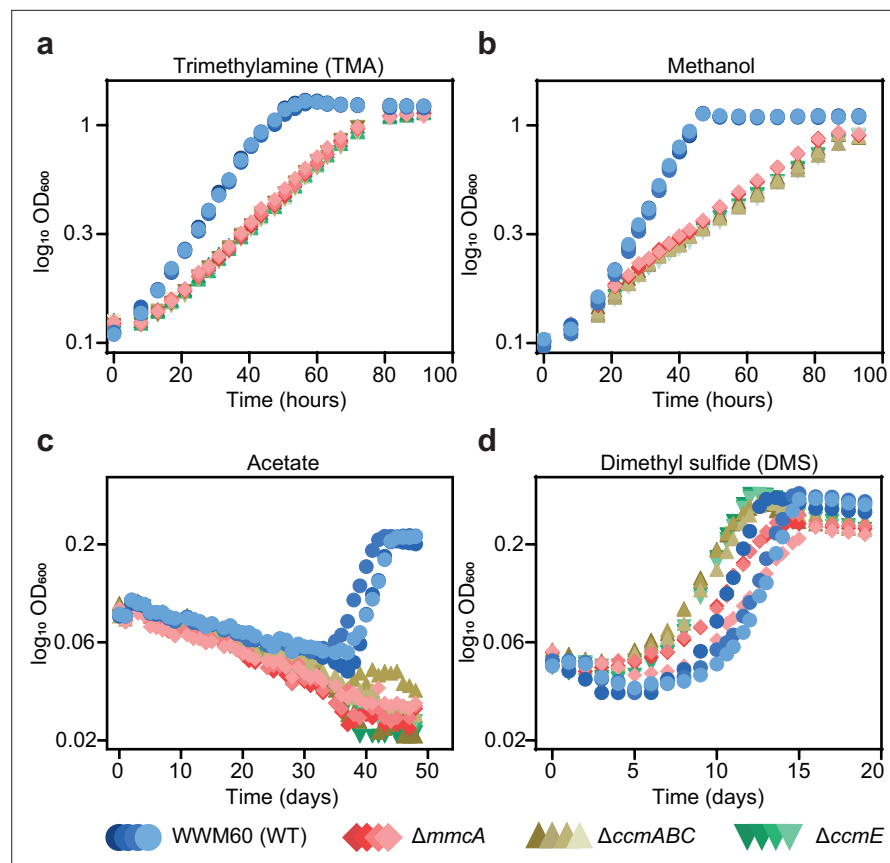 a
Trimethylamine (TMA)
log₁₀ OD₆₀₀
1
0.3
0.1
0 20 40 60 80 100
Time (hours)
b
Methanol
log₁₀ OD₆₀₀
1
0.3
0.1
0 20 40 60 80 100
Time (hours)
c
Acetate
log₁₀ OD₆₀₀
0.2
0.06
0.02
0 10 20 30 40 50
Time (days)
d
Dimethyl sulfide (DMS)
log₁₀ OD₆₀₀
0.2
0.06
0.02
0 5 10 15 20
Time (days)
WWM60 (WT) ΔmmcA ΔccmABC ΔccmE